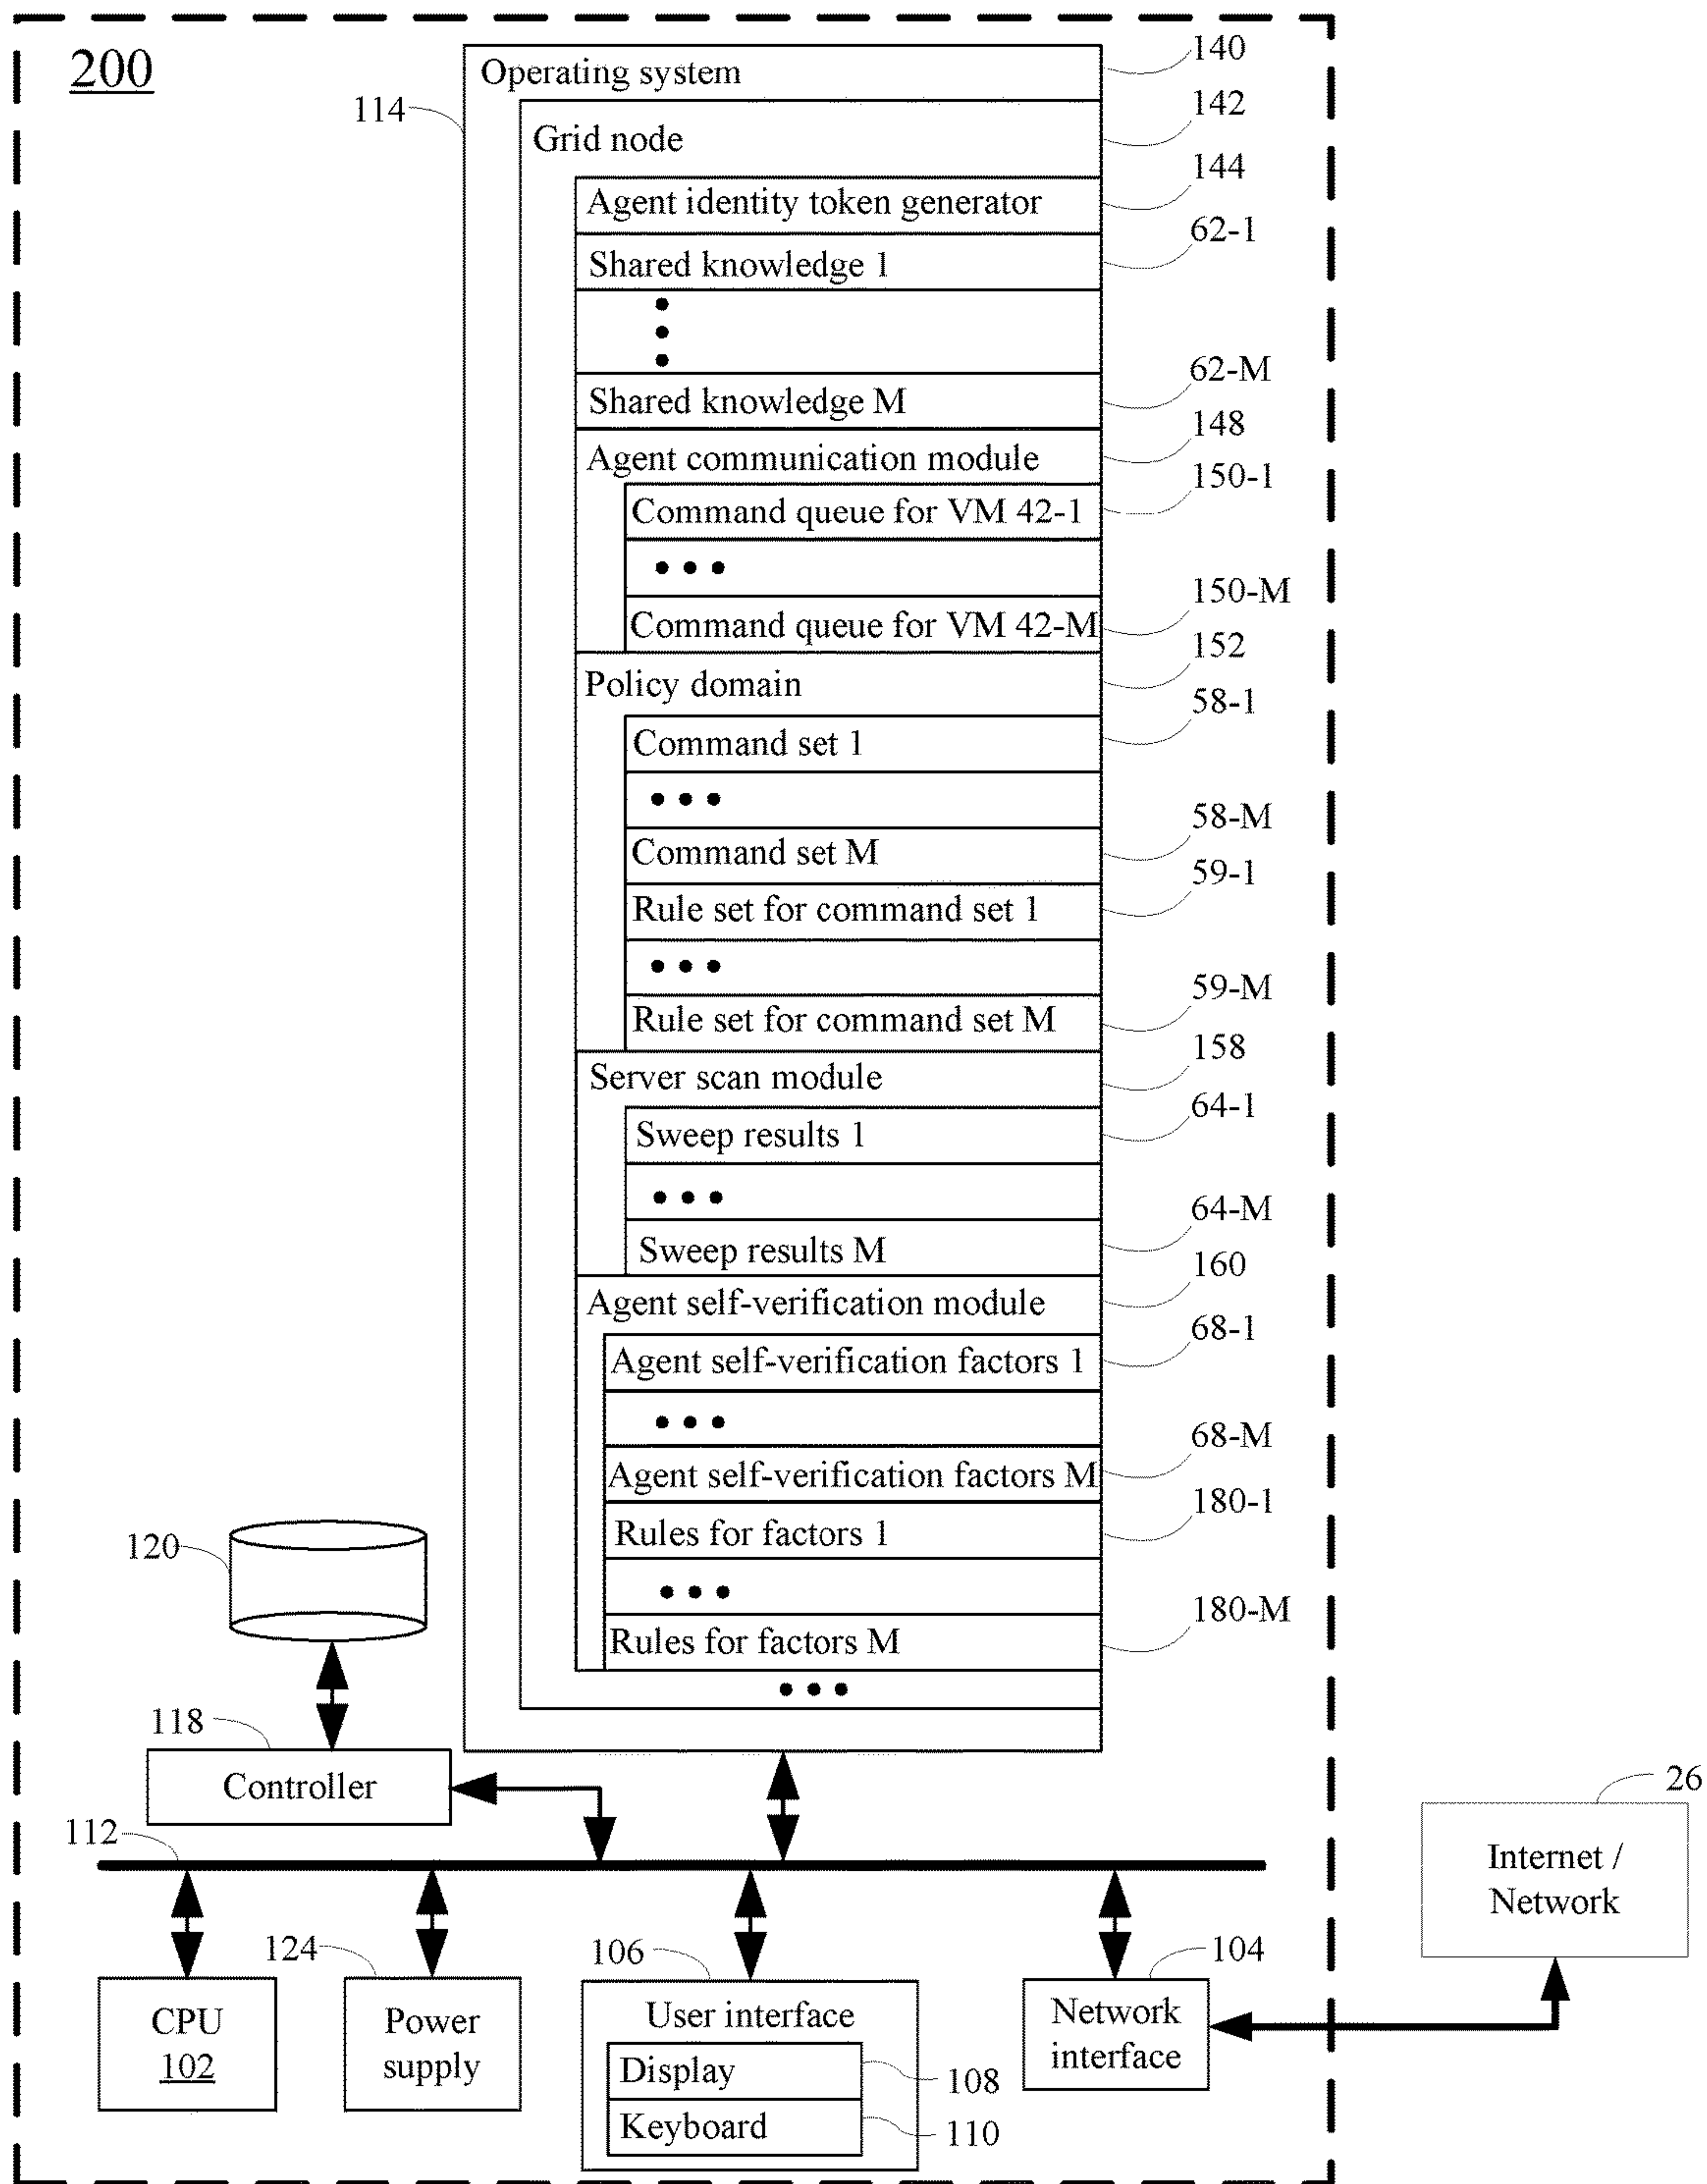 200
114
Operating system
140
Grid node
142
Agent identity token generator
144
Shared knowledge 1
62-1
Shared knowledge M
62-M
Agent communication module
148
Command queue for VM 42-1
150-1
Command queue for VM 42-M
150-M
Policy domain
152
Command set 1
58-1
Command set M
58-M
Rule set for command set 1
59-1
Rule set for command set M
59-M
Server scan module
158
Sweep results 1
64-1
Sweep results M
64-M
Agent self-verification module
160
Agent self-verification factors 1
68-1
Agent self-verification factors M
68-M
Rules for factors 1
180-1
Rules for factors M
180-M
120
118
Controller
112
26
Internet /
Network
CPU
102
124
Power
supply
106
User interface
Display
108
Keyboard
110
104
Network
interface